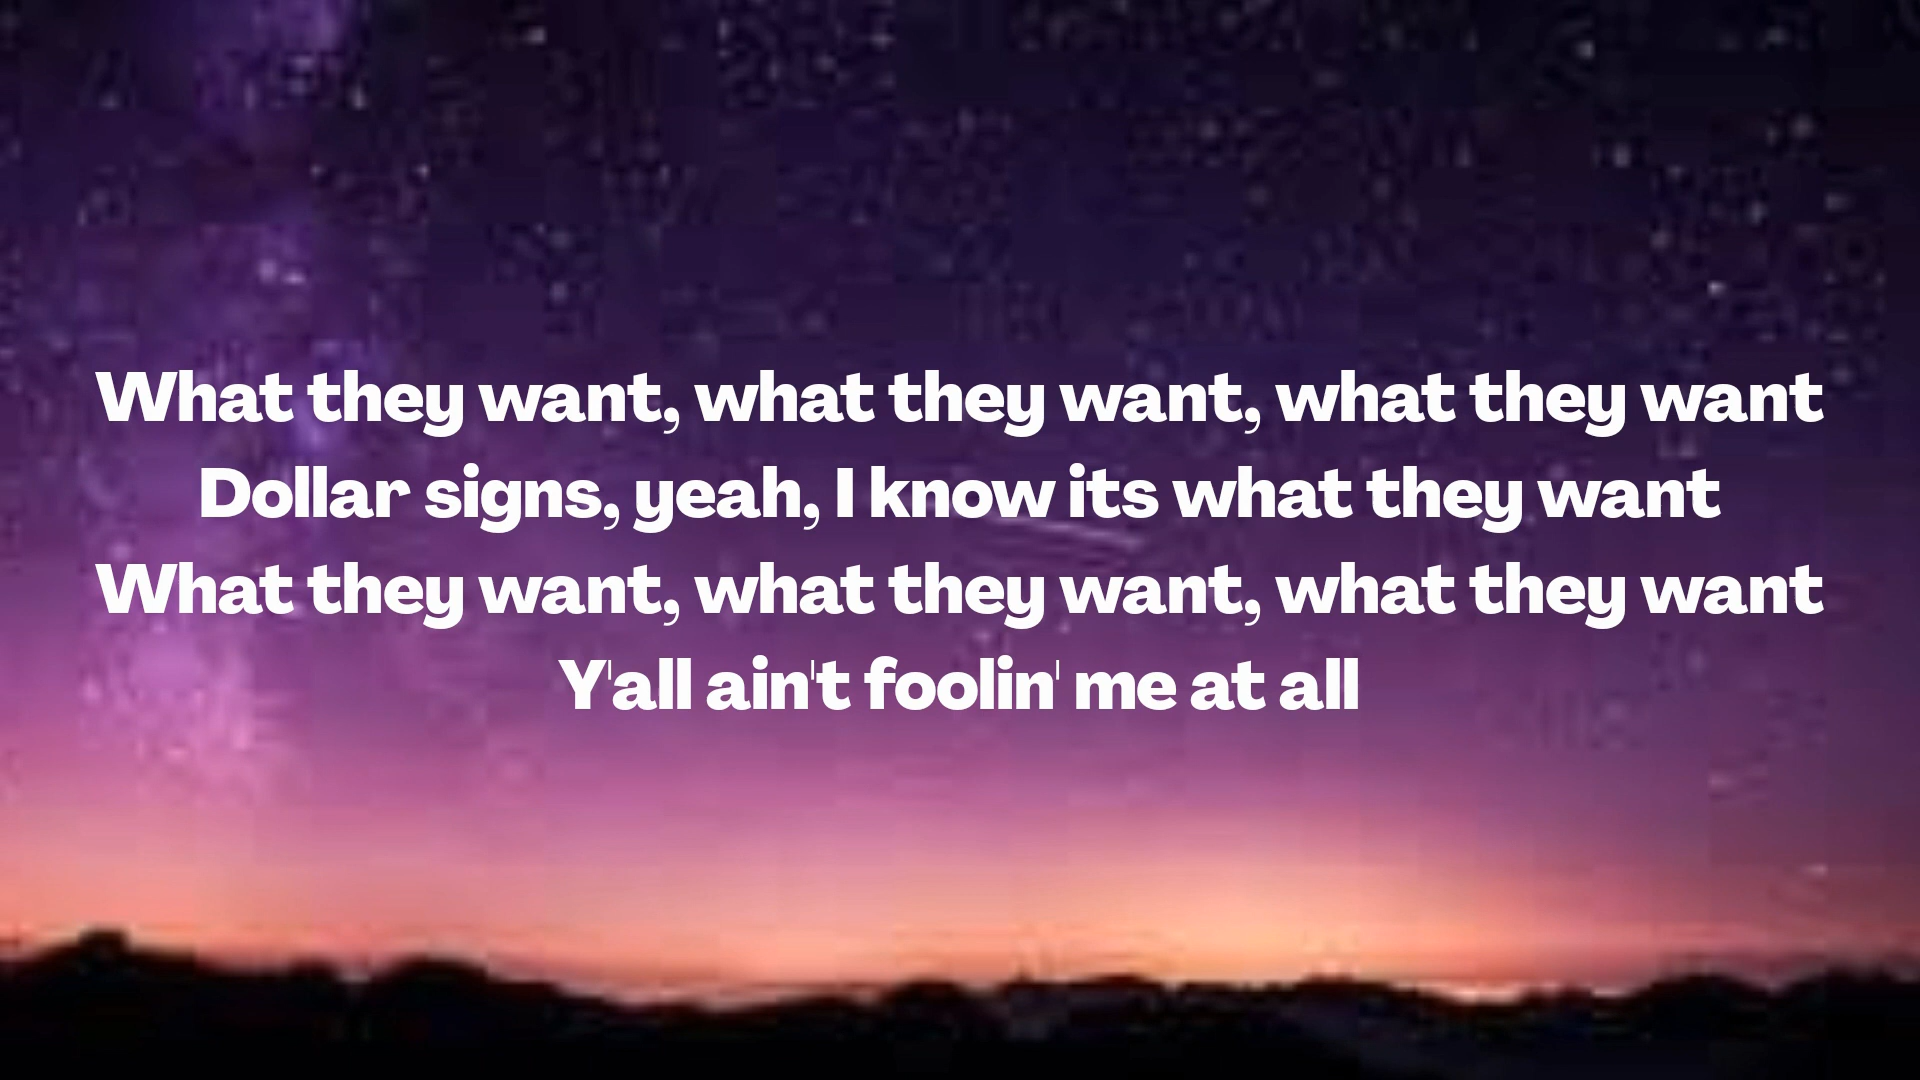 What they want, what they want, what they want
Dollar signs, yeah, I know its what they want
What they want, what they want, what they want
Y'all ain't foolin' me at all